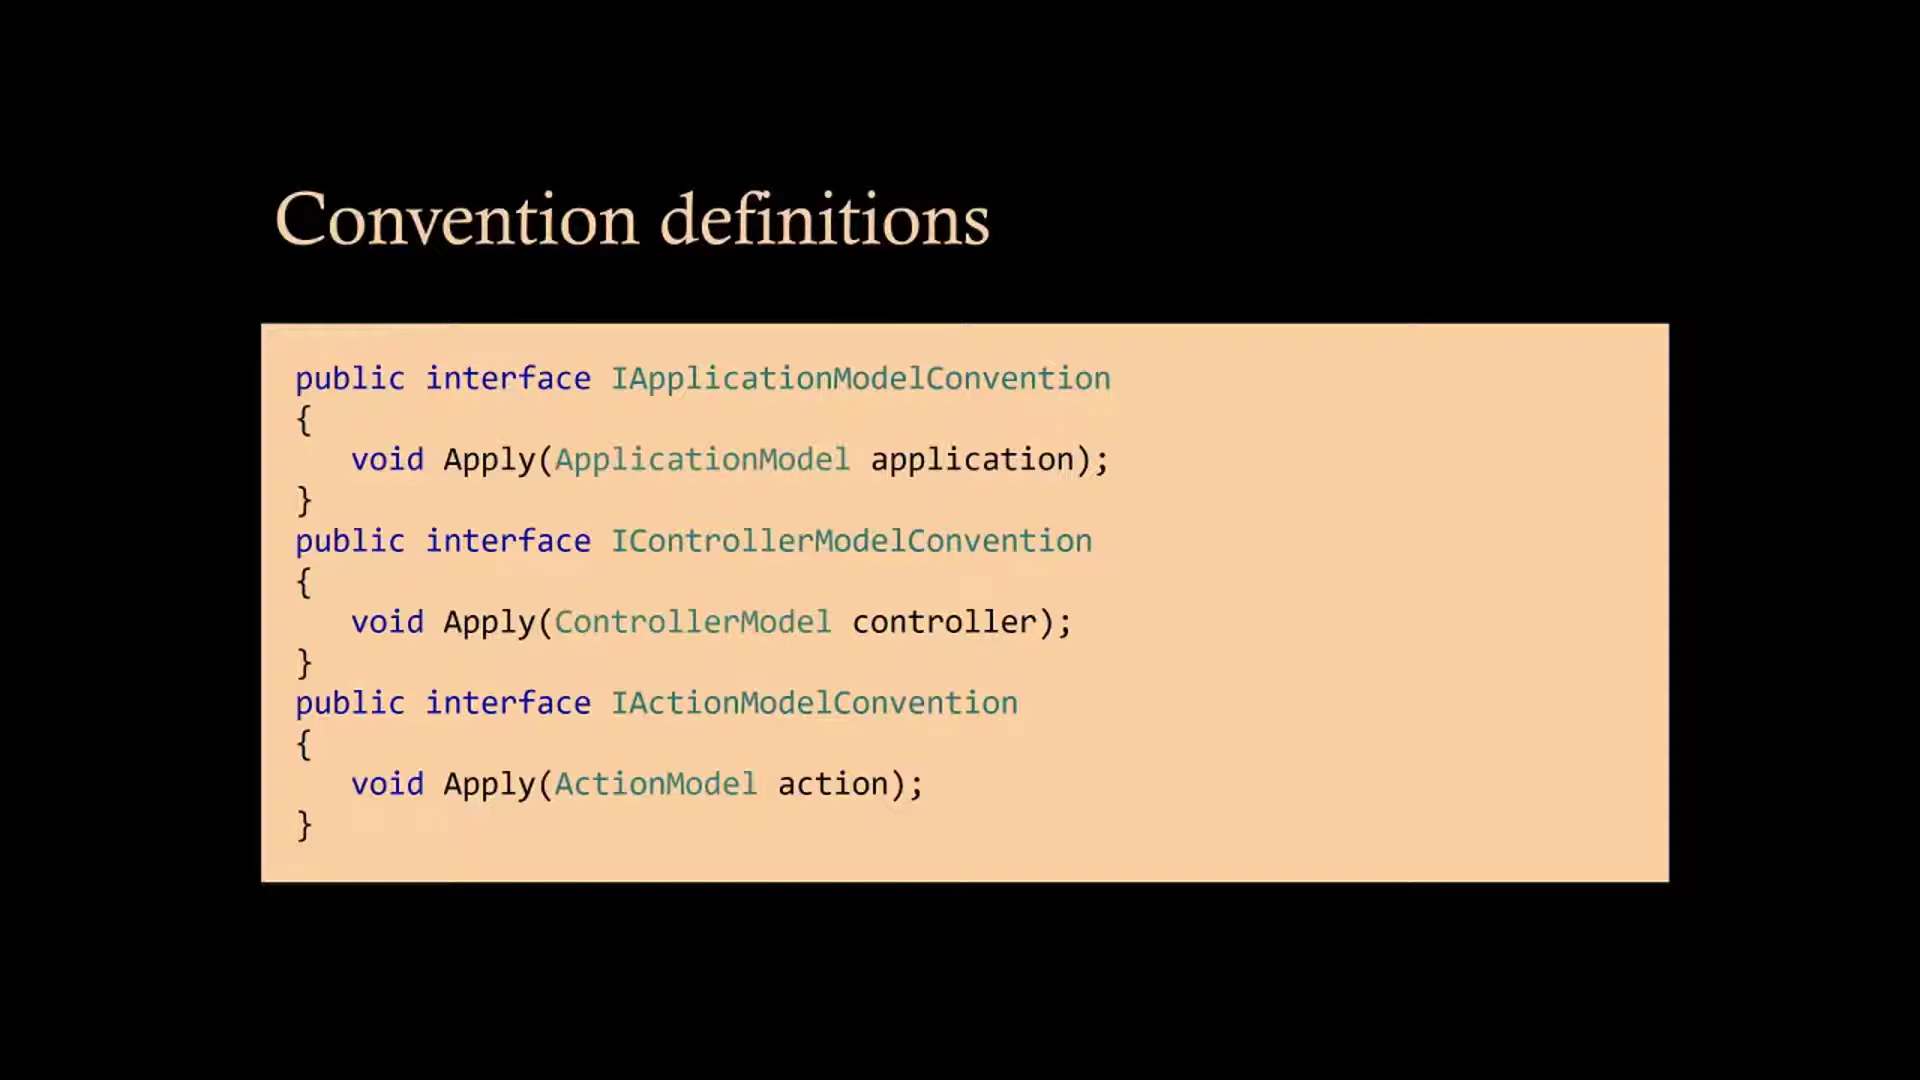 Convention definitions
public interface IApplicationModelConvention
{
   void Apply(ApplicationModel application);
}
public interface IControllerModelConvention
{
   void Apply(ControllerModel controller);
}
public interface IActionModelConvention
{
   void Apply(ActionModel action);
}